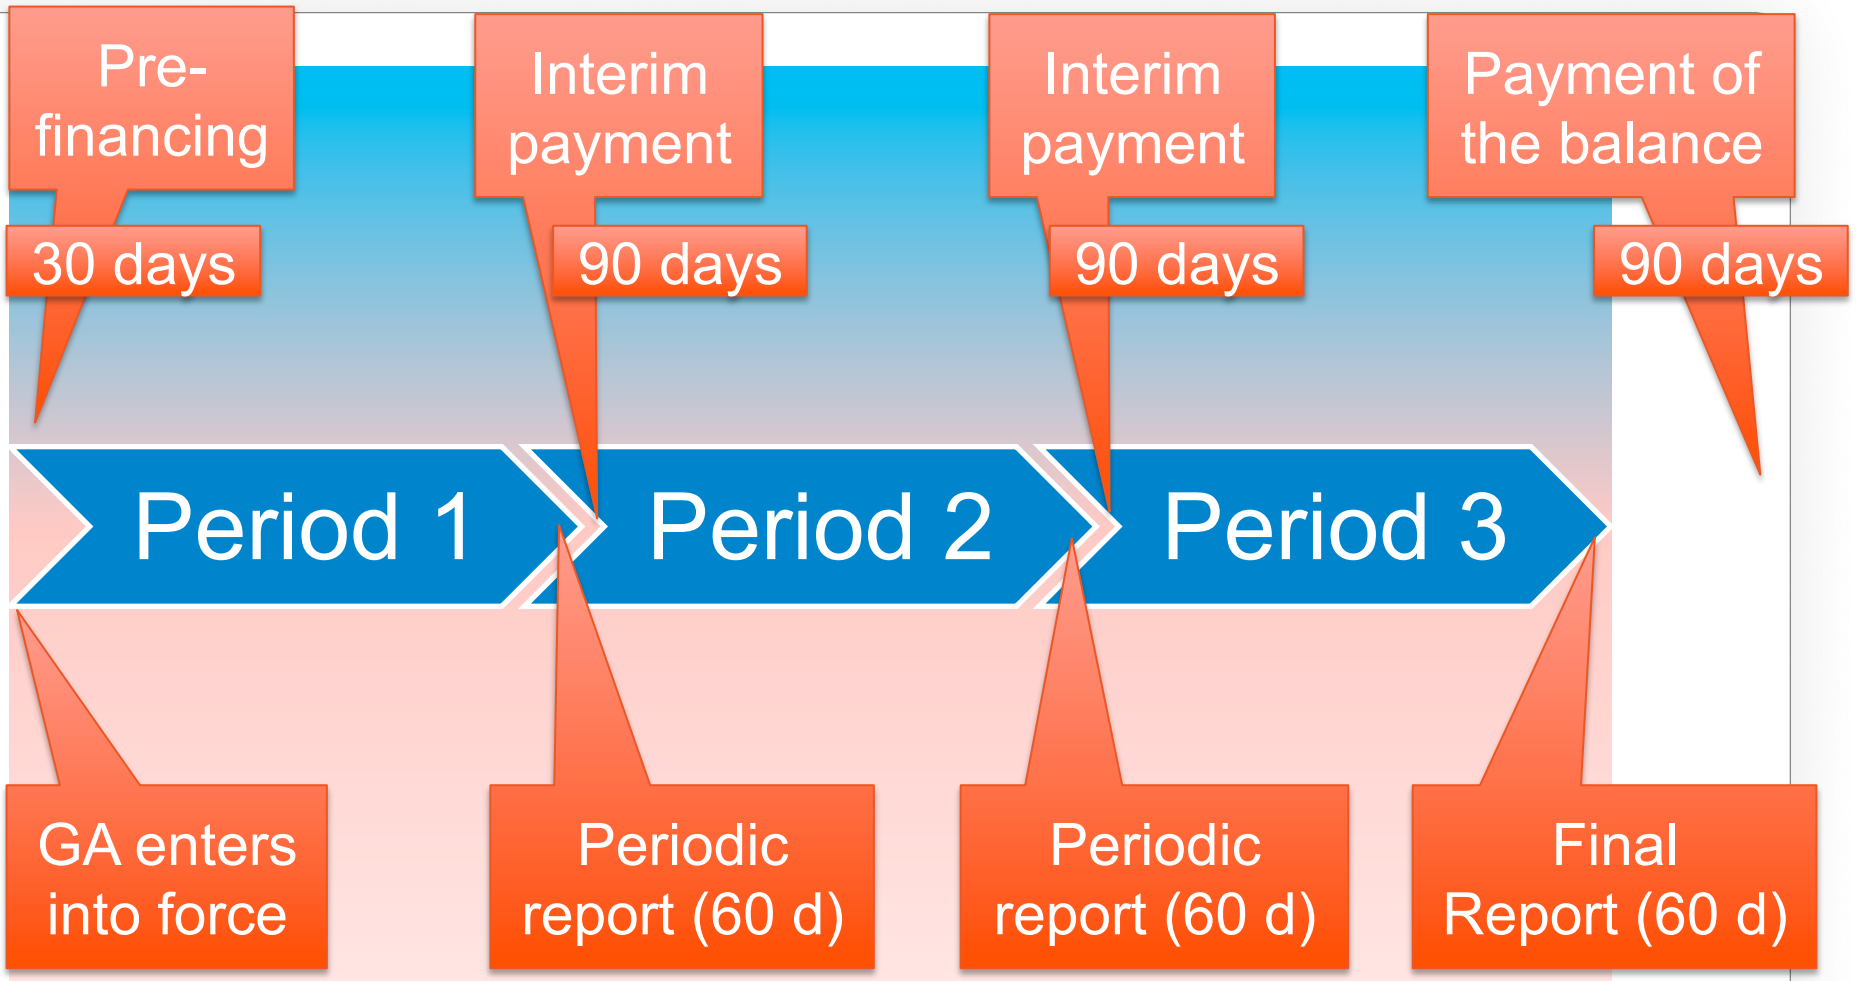 Pre-
financing
Interim
payment
Interim
payment
Payment of
the balance
30 days
90 days
90 days
90 days
Period 1
Period 2
Period 3
GA enters
into force
Periodic
report (60 d)
Periodic
report (60 d)
Final
Report (60 d)